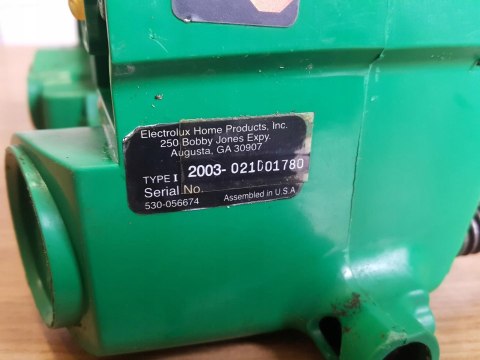 Electrolux Home Products, Inc.
250 Bobby Jones Expy.
Augusta, GA 30907
TYPE I 2003-021D01780
Serial No.
530-056674 Assembled in U.S.A